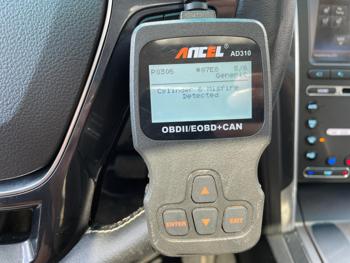 ANCEL
AD310
P0306 $07E8 5/6
Generic
Cylinder 6 Misfire
Detected
OBDII/EOBD+CAN
ENTER
EXIT